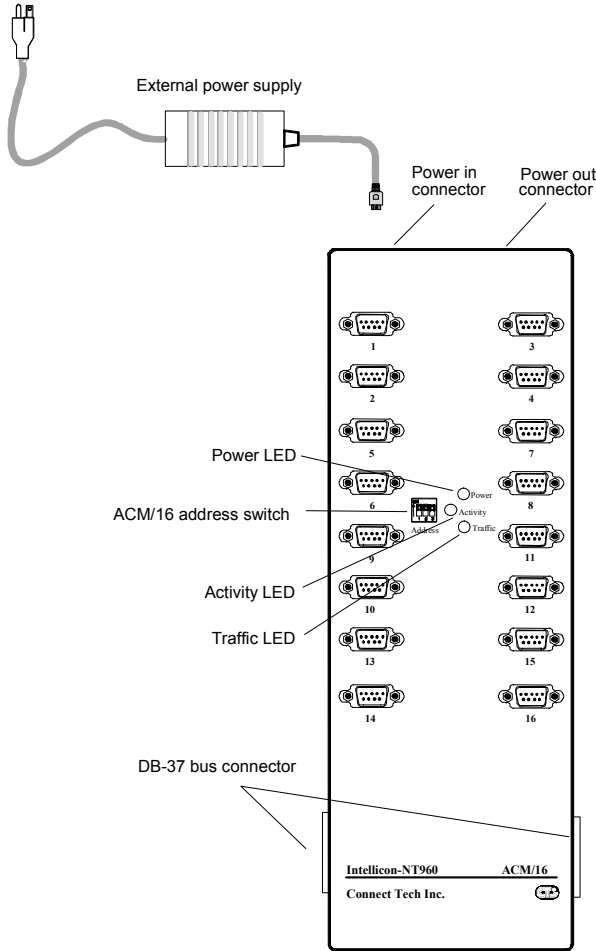 External power supply
Power in
connector
Power out
connector
1
3
2
4
5
7
Power LED
6
8
Power
ACM/16 address switch
Activity
Address
Traffic
9
11
Activity LED
10
12
Traffic LED
13
15
14
16
DB-37 bus connector
Intellicon-NT960 ACM/16
Connect Tech Inc.